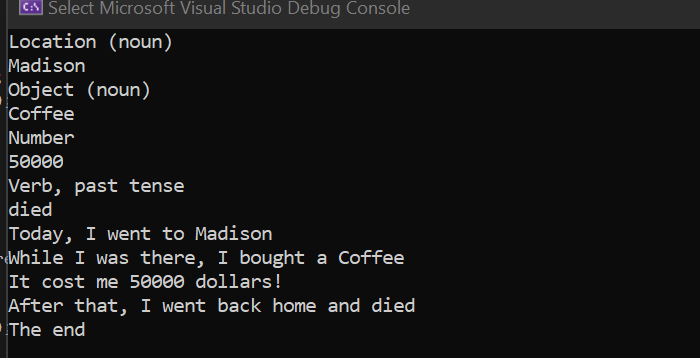 Select Microsoft Visual Studio Debug Console
Location (noun)
Madison
Object (noun)
Coffee
Number
50000
Verb, past tense
died
Today, I went to Madison
While I was there, I bought a Coffee
It cost me 50000 dollars!
After that, I went back home and died
The end